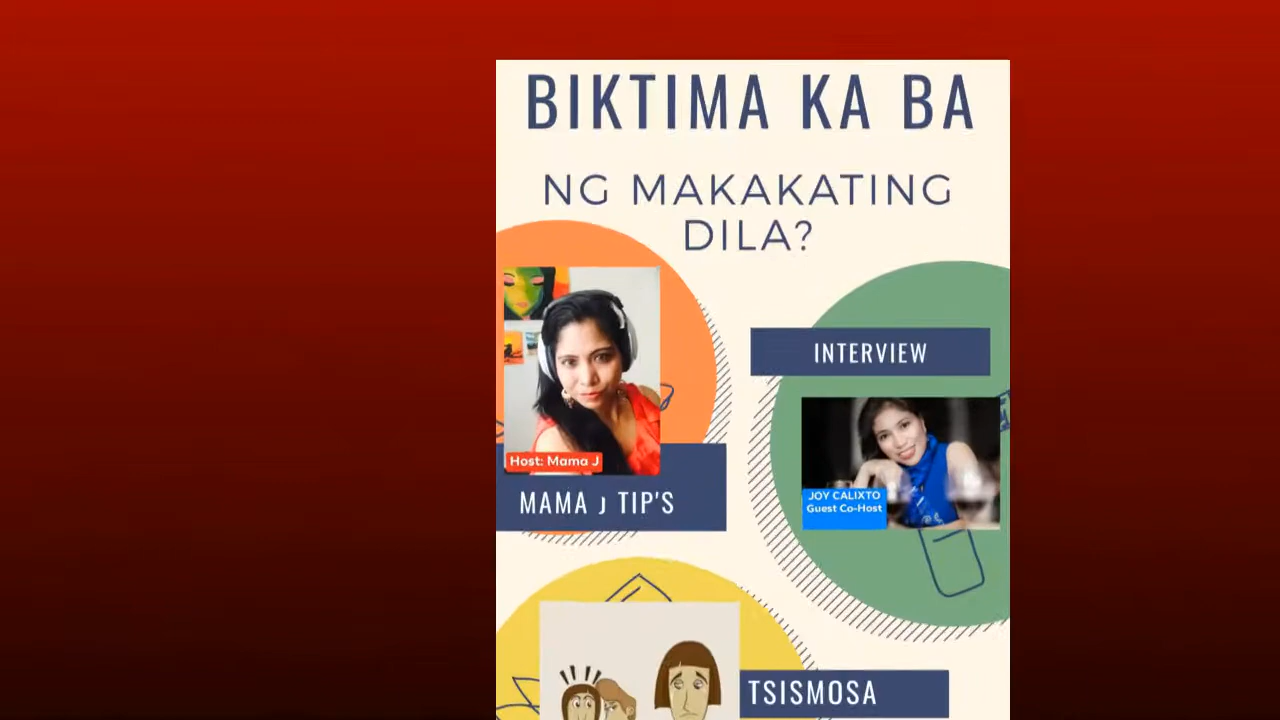 BIKTIMA KA BA
NG MAKAKATING
DILA?
INTERVIEW
Host: Mama J
JOY CALIXTO
Guest Co-Host
MAMA J TIP'S
TSISMOSA